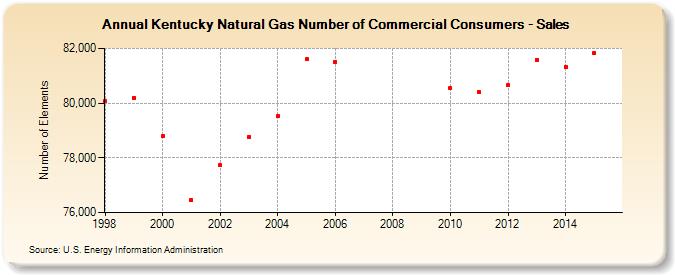 Annual Kentucky Natural Gas Number of Commercial Consumers - Sales
Number of Elements
82,000
80,000
78,000
76,000
1998 2000 2002 2004 2006 2008 2010 2012 2014
Source: U.S. Energy Information Administration